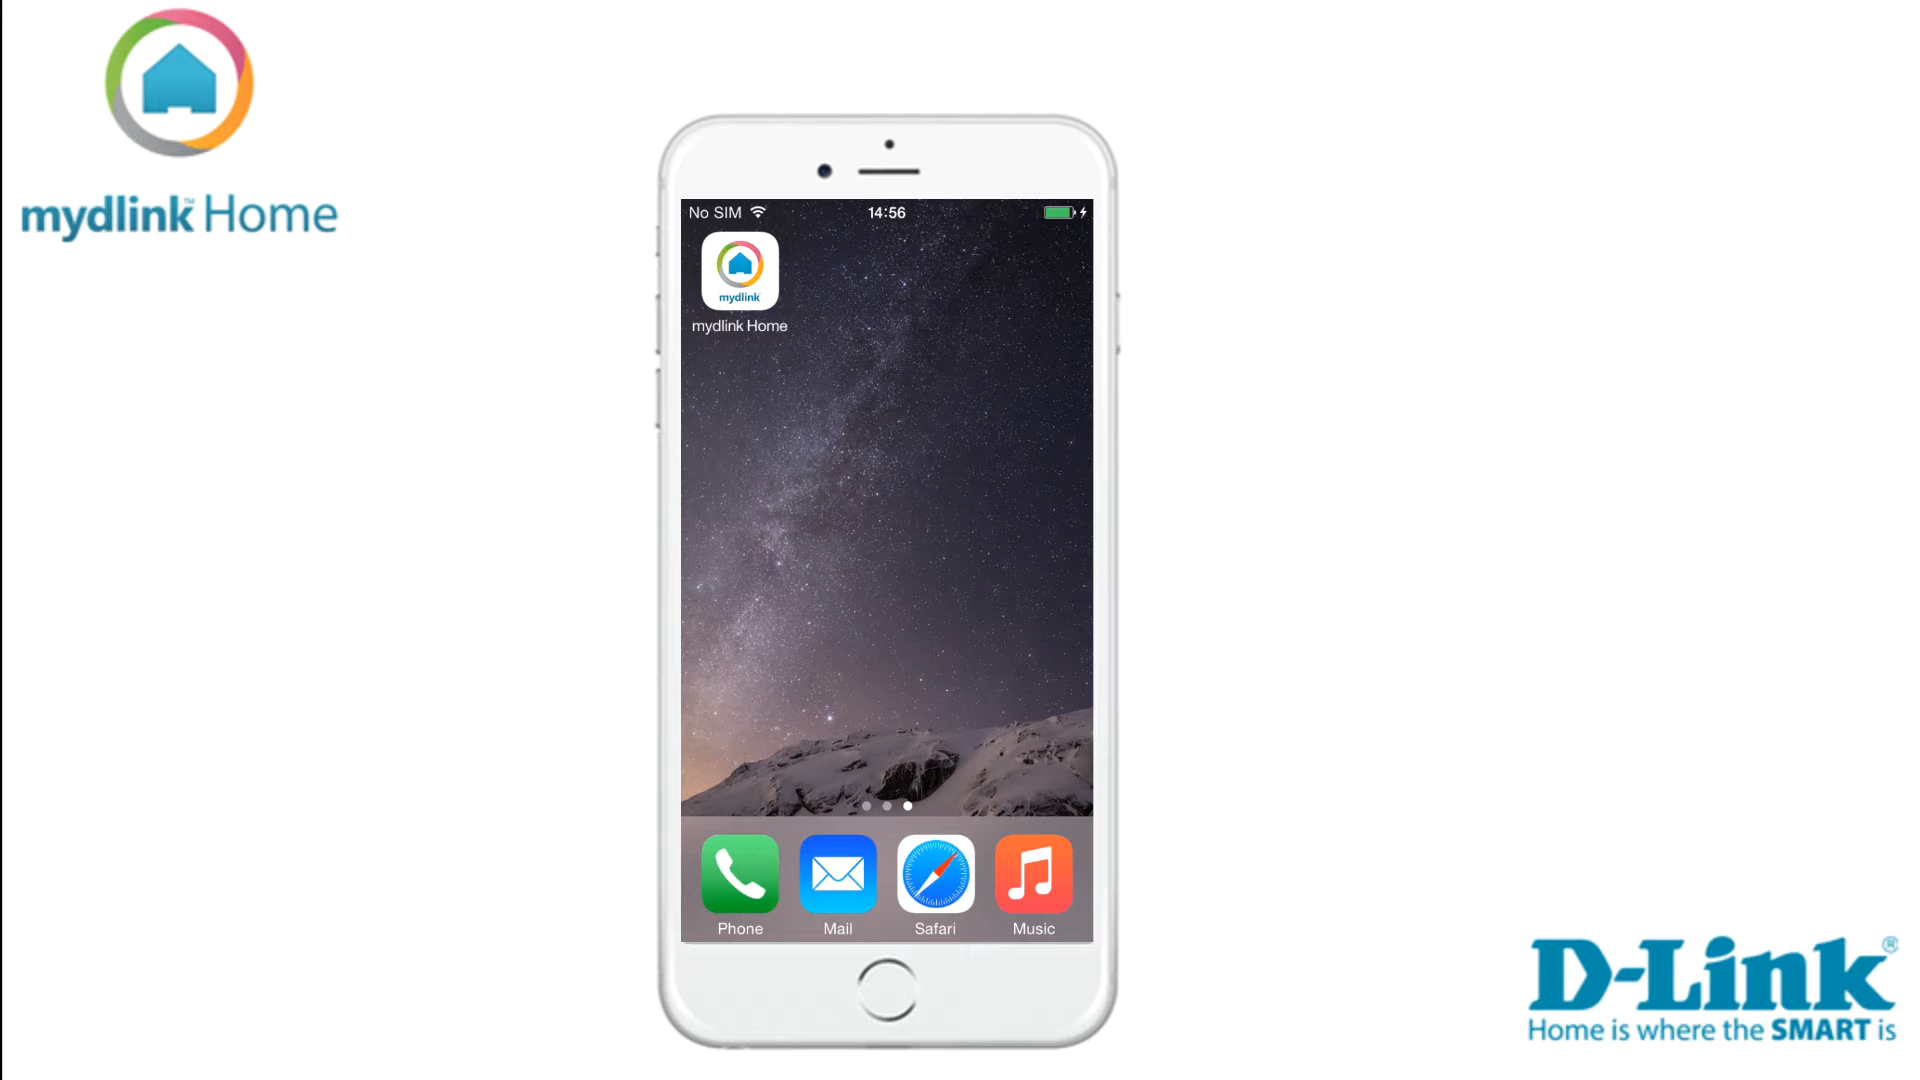 mydlink™ Home
No SIM 14:56
mydlink
mydlink Home
Phone Mail Safari Music
D-Link®
Home is where the SMART is